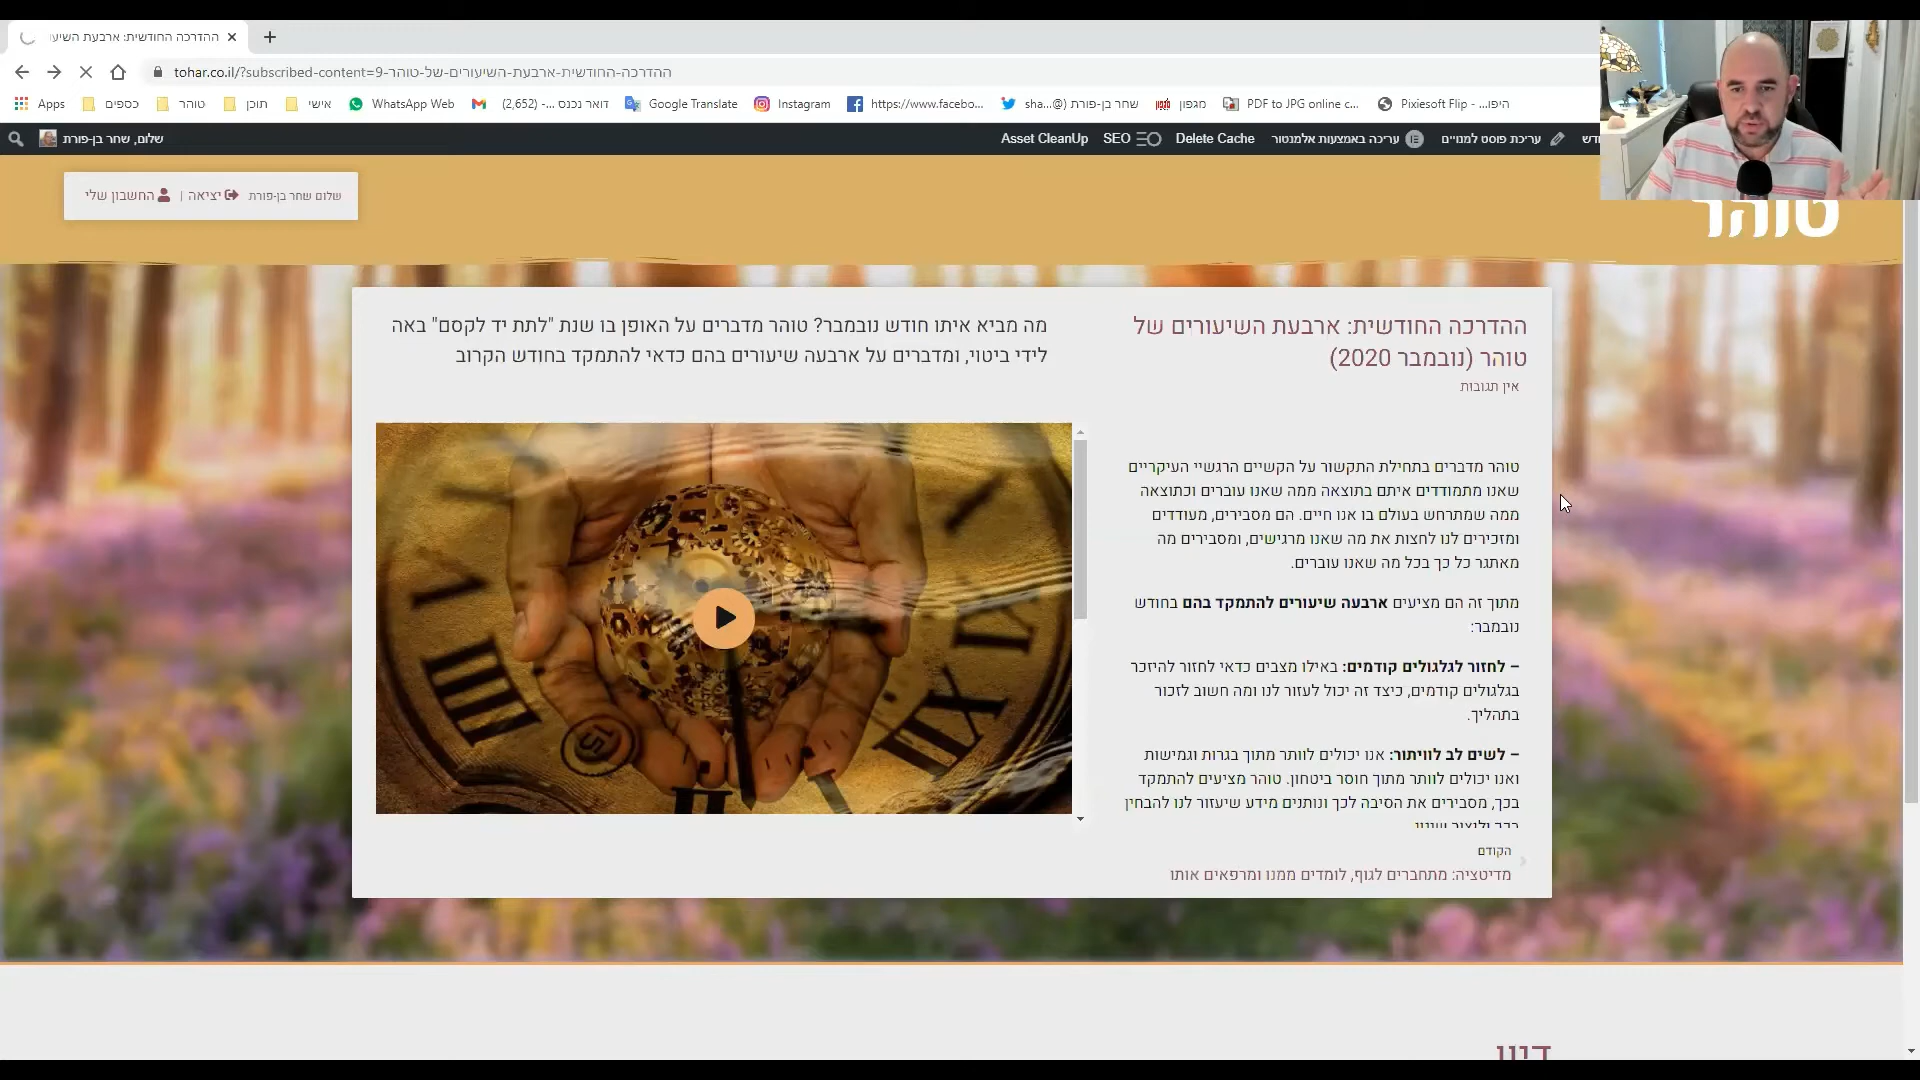 ההדרכה החודשית: ארבעת השיעו
tohar.co.il/?subscribed-content=9-ההדרכה-החודשית-ארבעת-השיעורים-של-טוהר
Apps
כספים
טוהר
תוכן
אישי
WhatsApp Web
דואר נכנס -... (2,652)
Google Translate
Instagram
https://www.facebo...
שחר בן-פורת (@sha...
מגפון
PDF to JPG online c...
Pixiesoft Flip - ...היפו
שלום, שחר בן-פורת
Asset CleanUp
SEO
Delete Cache
עריכה באמצעות אלמנטור
עריכת פוסט למנויים
דש
שלום שחר בן-פורת
יציאה | החשבון שלי
טוהר
ההדרכה החודשית: ארבעת השיעורים של
טוהר (נובמבר 2020)
אין תגובות
מה מביא איתו חודש נובמבר? טוהר מדברים על האופן בו שנת "לתת יד לקסם" באה
לידי ביטוי, ומדברים על ארבעה שיעורים בהם כדאי להתמקד בחודש הקרוב
טוהר מדברים בתחילת התקשור על הקשיים הרגשיי העיקריים
שאנו מתמודדים איתם בתוצאה ממה שאנו עוברים וכתוצאה
ממה שמתרחש בעולם בו אנו חיים. הם מסבירים, מעודדים
ומזכירים לנו לחצות את מה שאנו מרגישים, ומסבירים מה
מאתגר כל כך בכל מה שאנו עוברים.
מתוך זה הם מציעים ארבעה שיעורים להתמקד בהם בחודש
נובמבר:
– לחזור לגלגולים קודמים: באילו מצבים כדאי לחזור להיזכר
בגלגולים קודמים, כיצד זה יכול לעזור לנו ומה חשוב לזכור
בתהליך.
– לשים לב לוויתור: אנו יכולים לוותר מתוך בגרות וגמישות
ואנו יכולים לוותר מתוך חוסר ביטחון. טוהר מציעים להתמקד
בכך, מסבירים את הסיבה לכך ונותנים מידע שיעזור לנו להבחין
בכך וליצור שינוי
הקודם
מדיטציה: מתחברים לגוף, לומדים ממנו ומרפאים אותו